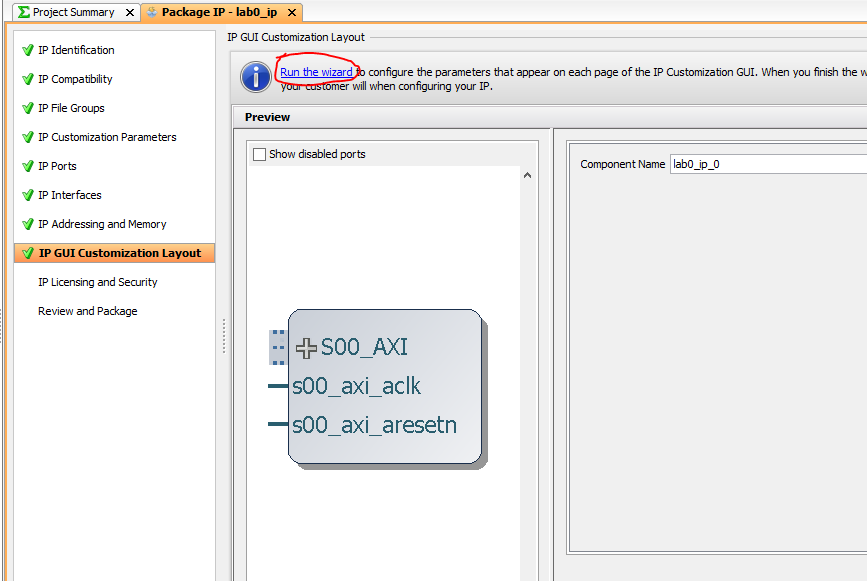 Project Summary
Package IP - lab0_ip
IP Identification
IP Compatibility
IP File Groups
IP Customization Parameters
IP Ports
IP Interfaces
IP Addressing and Memory
IP GUI Customization Layout
IP Licensing and Security
Review and Package
IP GUI Customization Layout
Run the wizard to configure the parameters that appear on each page of the IP Customization GUI. When you finish the w
your customer will when configuring your IP.
Preview
Show disabled ports
S00_AXI
s00_axi_aclk
s00_axi_aresetn
Component Name lab0_ip_0